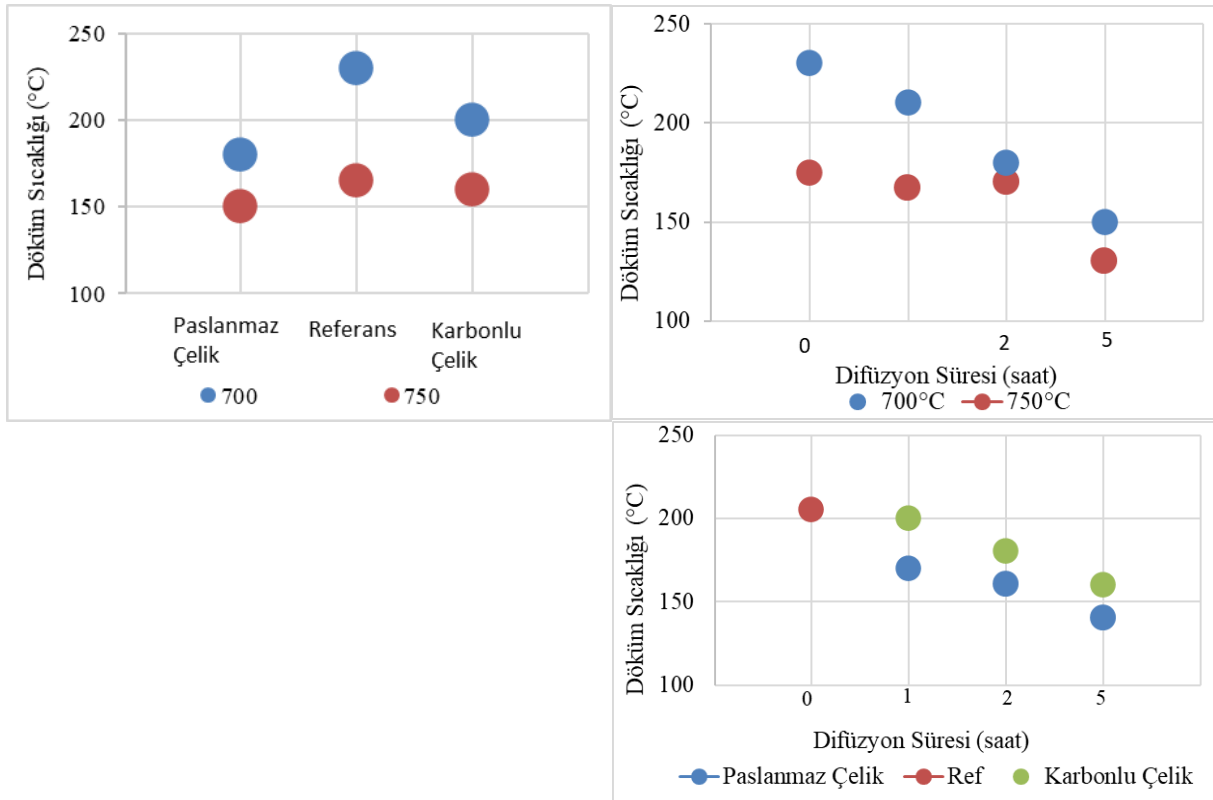 250
200
150
100
Döküm Sıcaklığı (°C)
Paslanmaz
Çelik
Referans
Karbonlu
Çelik
700 750
250
200
150
100
Döküm Sıcaklığı (°C)
0 2 5
Difüzyon Süresi (saat)
700°C 750°C
250
200
150
100
Döküm Sıcaklığı (°C)
0 1 2 5
Difüzyon Süresi (saat)
Paslanmaz Çelik Ref Karbonlu Çelik